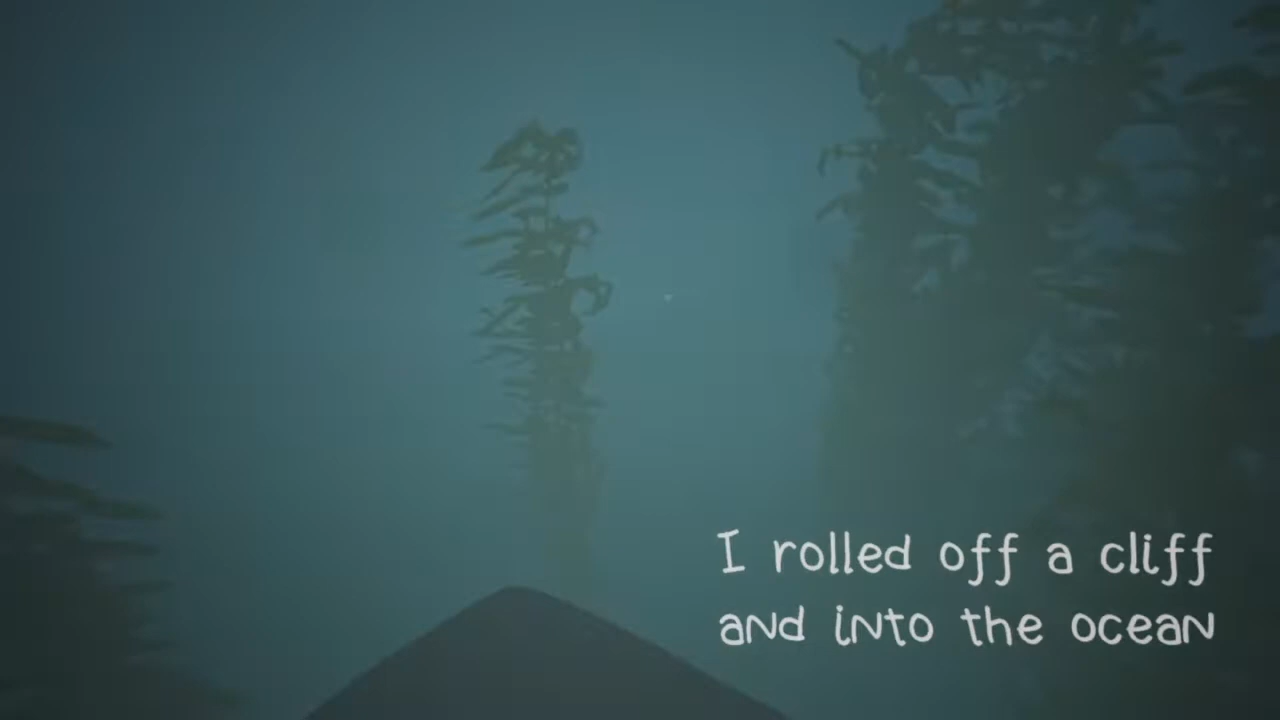 I rolled off a cliff
and into the ocean